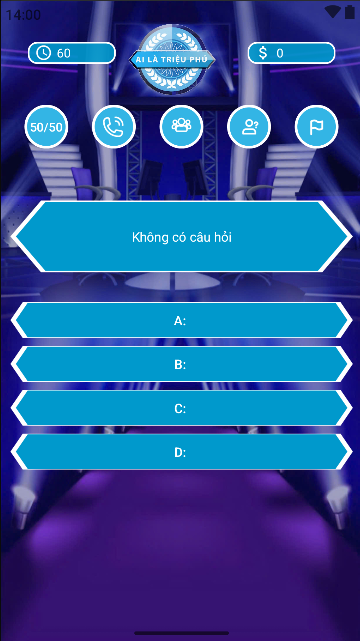 14:00
60
AI LÀ TRIỆU PHÚ
$ 0
50/50
?
Không có câu hỏi
A:
B:
C:
D: